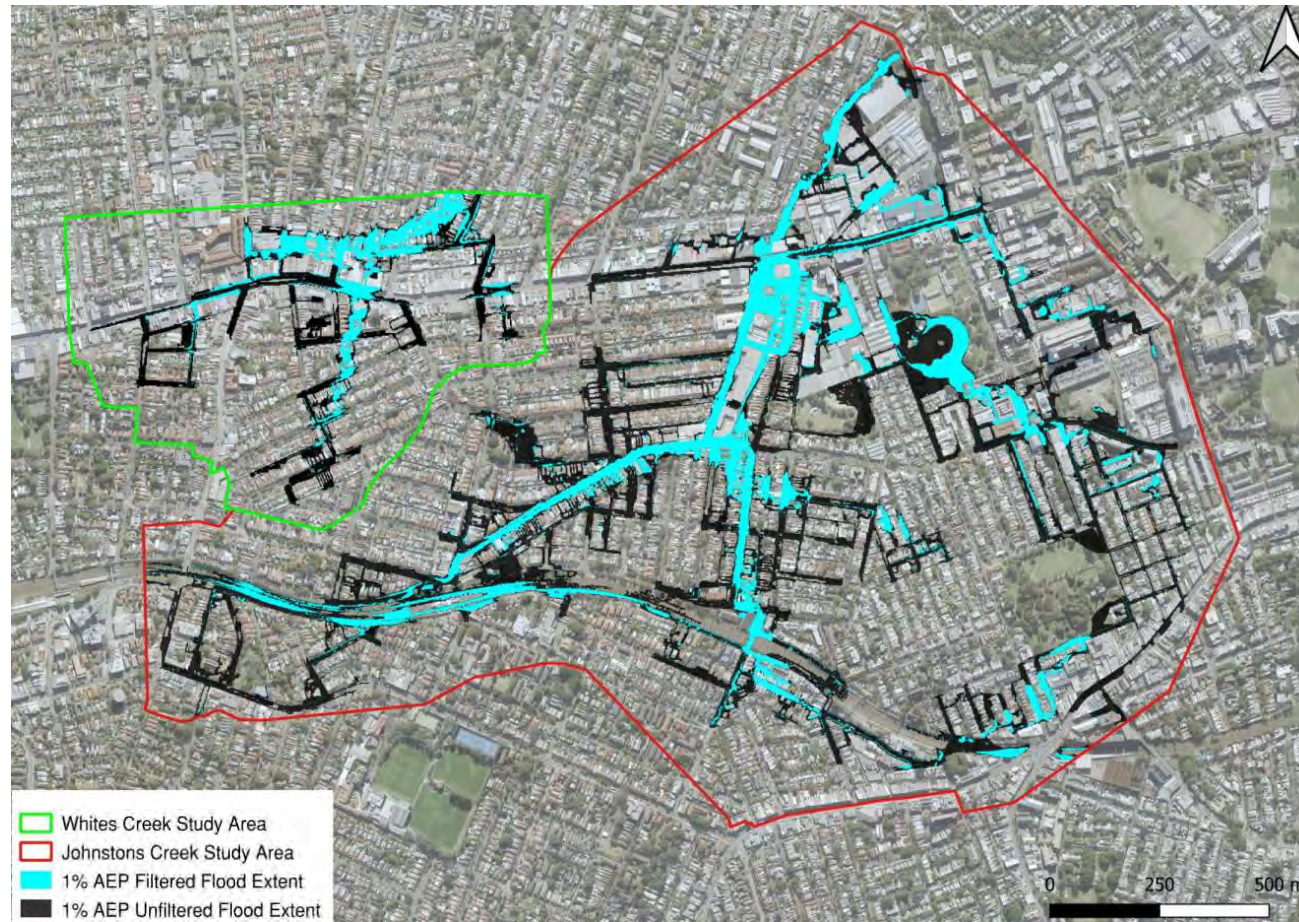 Whites Creek Study Area
Johnstons Creek Study Area
1% AEP Filtered Flood Extent
1% AEP Unfiltered Flood Extent
0 250 500 m